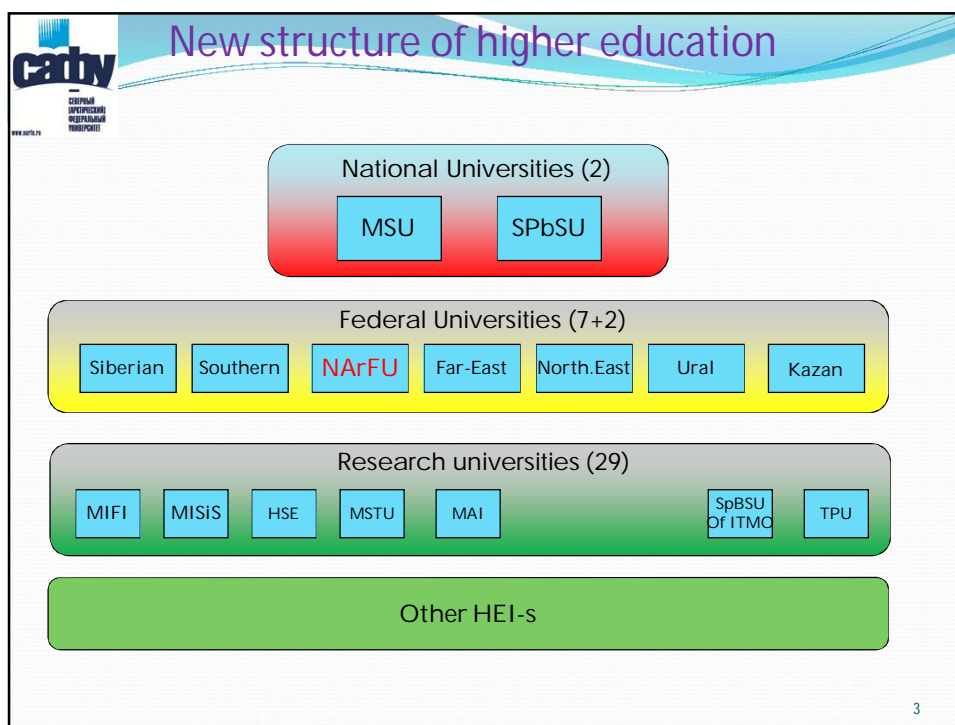 New structure of higher education
сафу
СЕВЕРНЫЙ
(АРКТИЧЕСКИЙ)
ФЕДЕРАЛЬНЫЙ
УНИВЕРСИТЕТ
www.narfu.ru
National Universities (2)
MSU SPbSU
Federal Universities (7+2)
Siberian Southern NArFU Far-East North.East Ural Kazan
Research universities (29)
MIFI MISiS HSE MSTU MAI SpBSU Of ITMO TPU
Other HEI-s
3